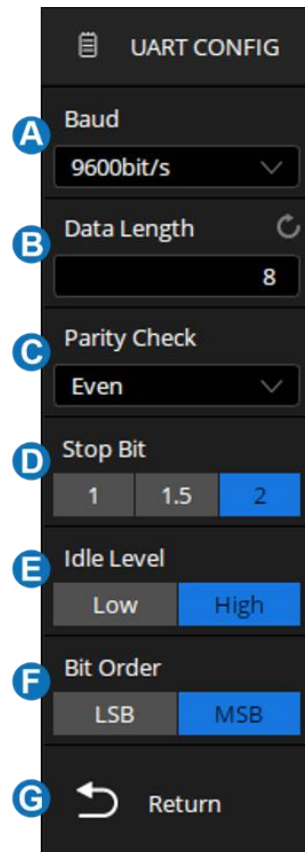 UART CONFIG
A
Baud
9600bit/s
B
Data Length
8
C
Parity Check
Even
D
Stop Bit
1 1.5 2
E
Idle Level
Low High
F
Bit Order
LSB MSB
G
Return